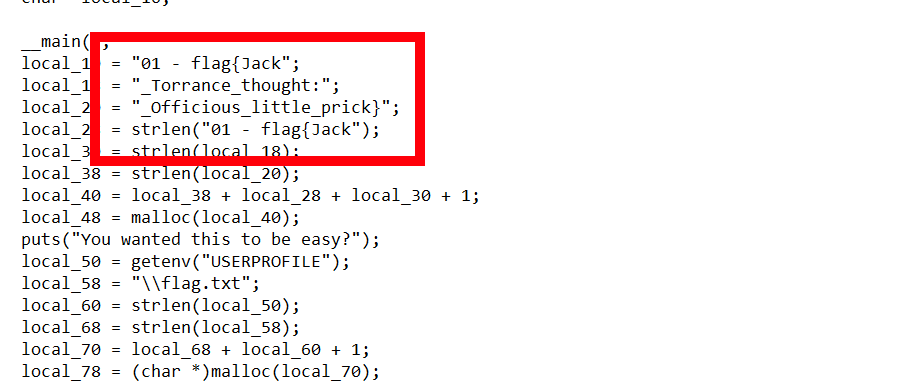 __main(
local_1 = "01 - flag{Jack";
local_1 = "_Torrance_thought:";
local_2 = "_Officious_little_prick}";
local_2 = strlen("01 - flag{Jack");
local_3 = strlen(local_18);
local_38 = strlen(local_20);
local_40 = local_38 + local_28 + local_30 + 1;
local_48 = malloc(local_40);
puts("You wanted this to be easy?");
local_50 = getenv("USERPROFILE");
local_58 = "\\flag.txt";
local_60 = strlen(local_50);
local_68 = strlen(local_58);
local_70 = local_68 + local_60 + 1;
local_78 = (char *)malloc(local_70);